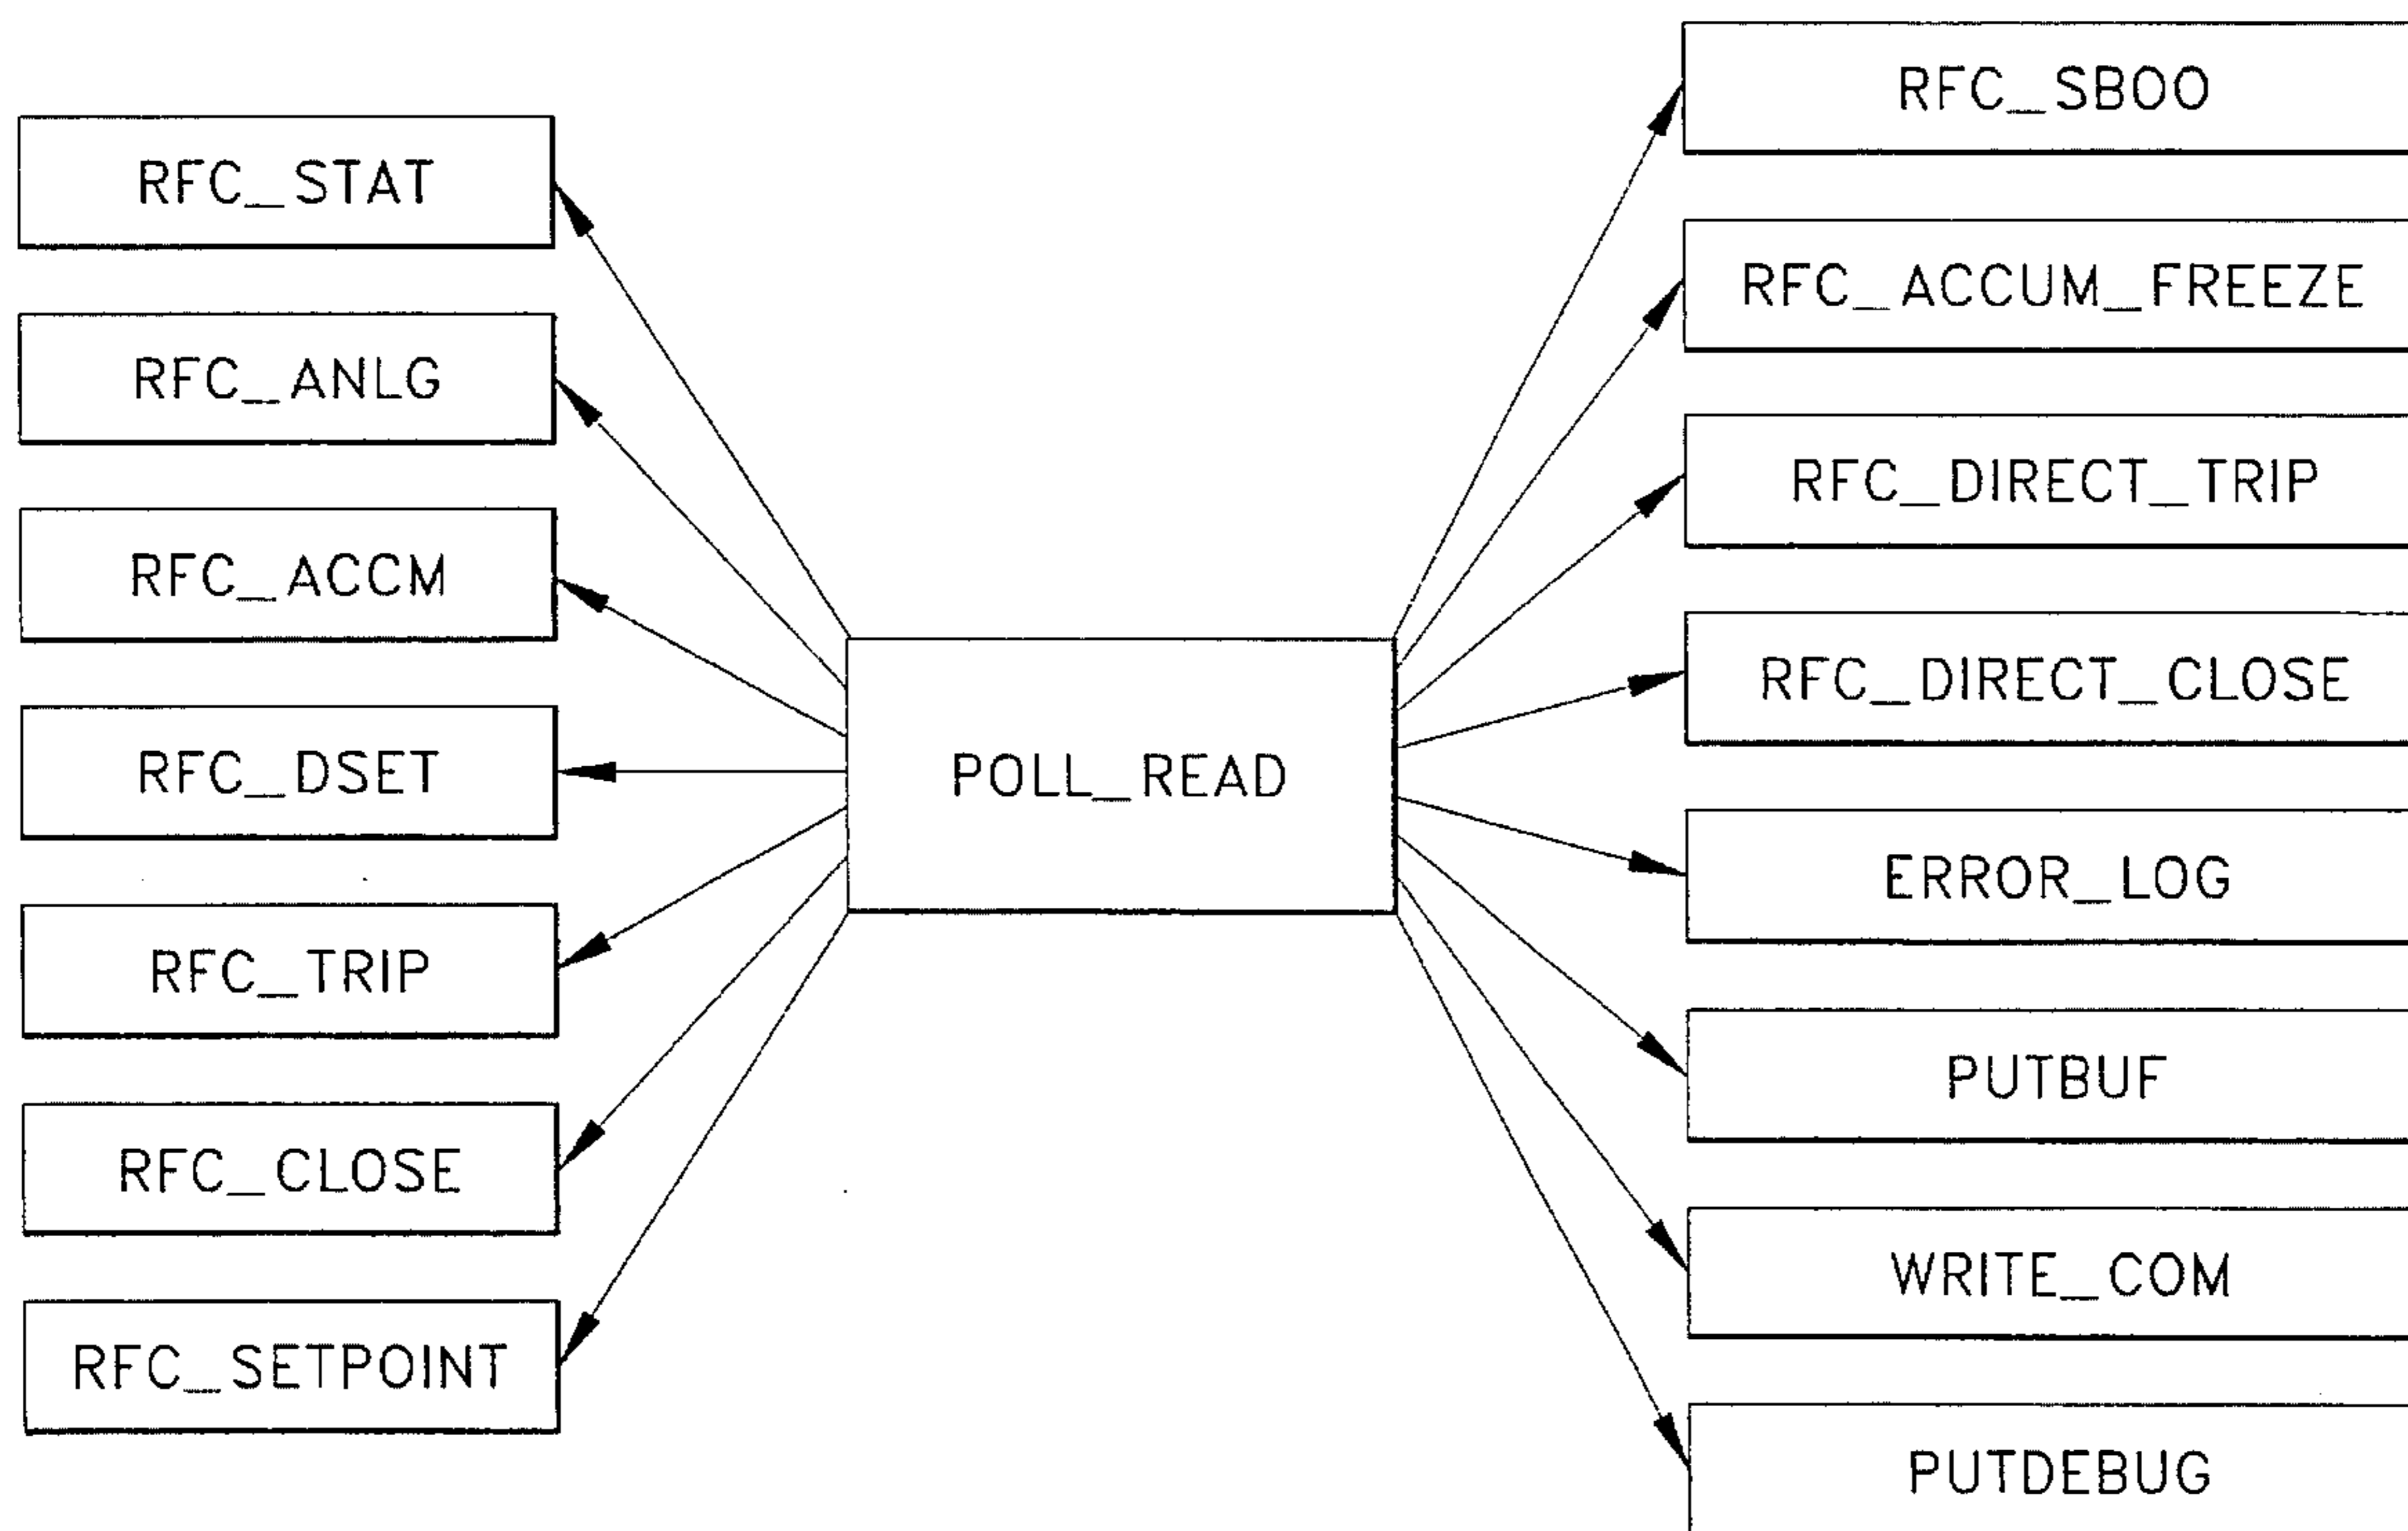 RFC_STAT
RFC_ANLG
RFC_ACCM
RFC_DSET
RFC_TRIP
RFC_CLOSE
RFC_SETPOINT
POLL_READ
RFC_SBOO
RFC_ACCUM_FREEZE
RFC_DIRECT_TRIP
RFC_DIRECT_CLOSE
ERROR_LOG
PUTBUF
WRITE_COM
PUTDEBUG